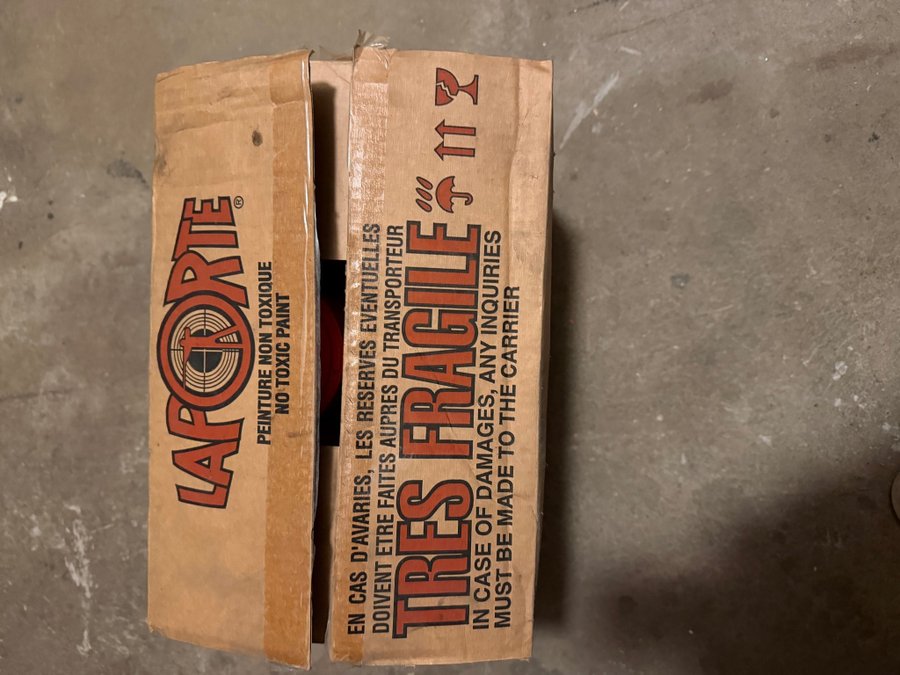 LAPORTE®
PEINTURE NON TOXIQUE
NO TOXIC PAINT
EN CAS D'AVARIES, LES RESERVES EVENTUELLES
DOIVENT ETRE FAITES AUPRES DU TRANSPORTEUR
TRES FRAGILE
IN CASE OF DAMAGES, ANY INQUIRIES
MUST BE MADE TO THE CARRIER